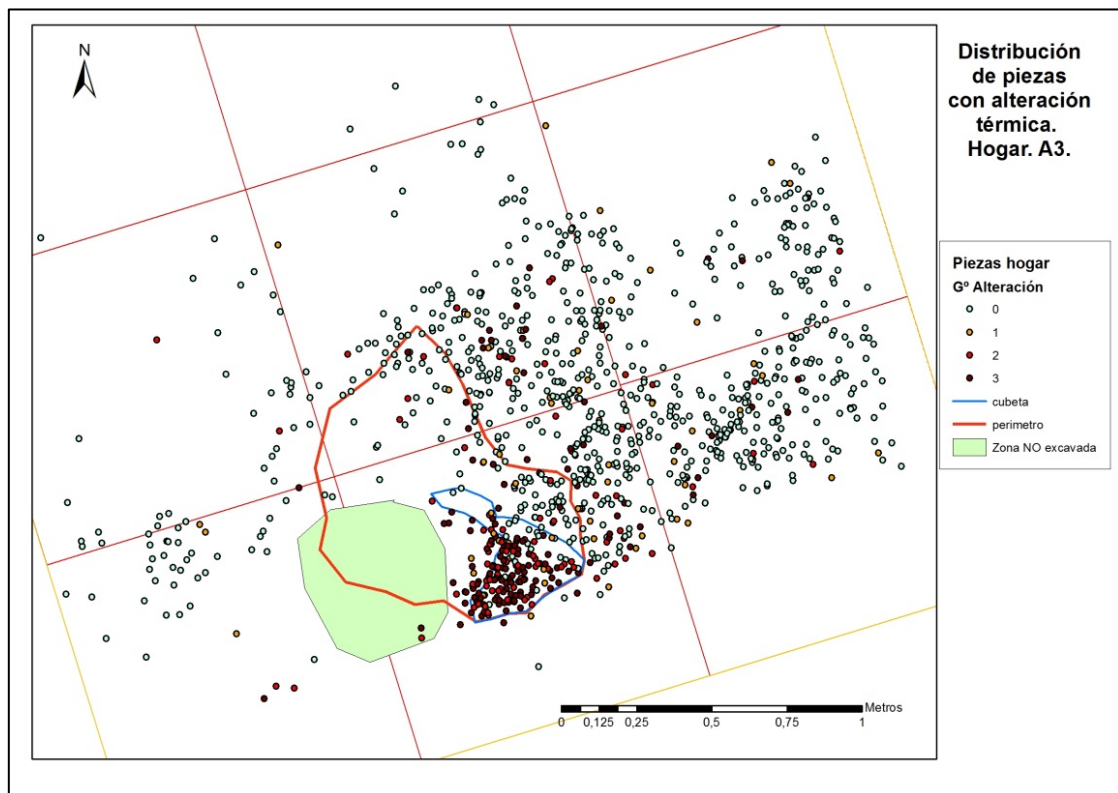 N
Distribución
de piezas
con alteración
térmica.
Hogar. A3.
Piezas hogar
Gº Alteración
0
1
2
3
cubeta
perimetro
Zona NO excavada
Metros
0 0,125 0,25 0,5 0,75 1